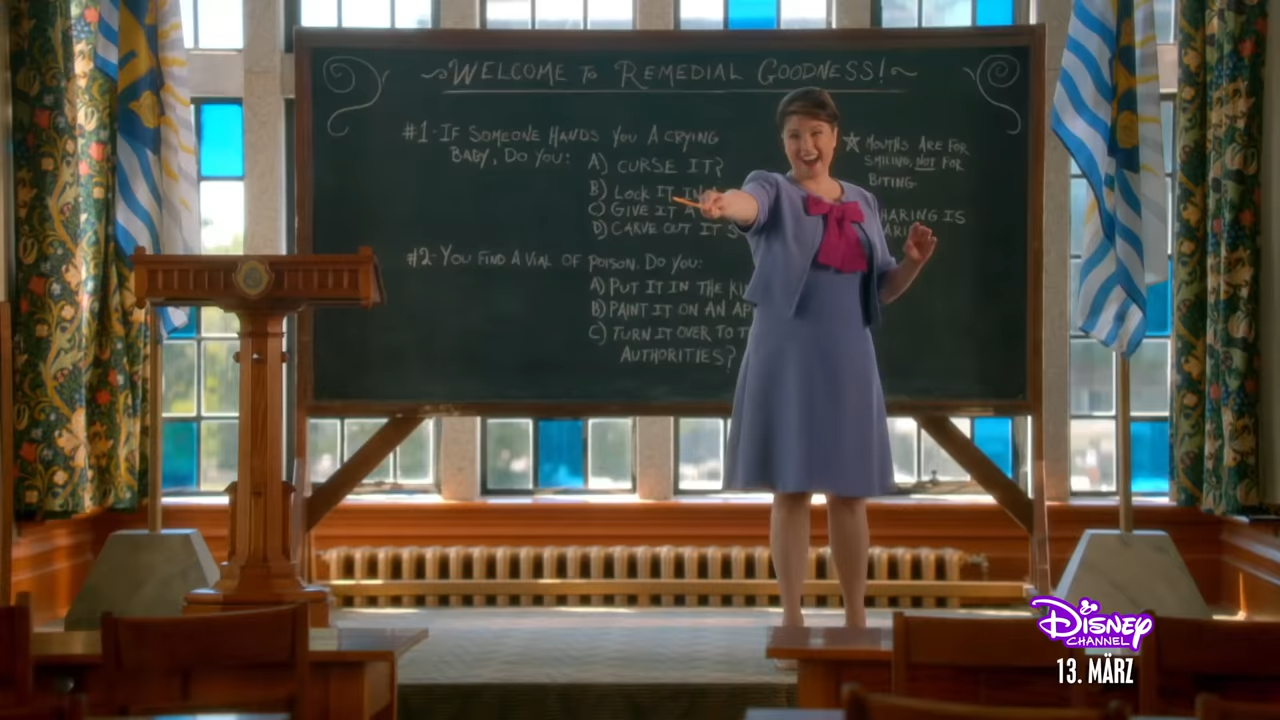 ~WELCOME TO REMEDIAL GOODNESS!~
#1 - IF SOMEONE HANDS YOU A CRYING
BABY, DO YOU:
A) CURSE IT?
B) LOCK IT IN
C) GIVE IT A
D) CARVE OUT IT'S
#2 - YOU FIND A VIAL OF POISON. DO YOU:
A) PUT IT IN THE
B) PAINT IT ON AN
C) TURN IT OVER TO
AUTHORITIES?
★ MOUTHS ARE FOR
SMILING, NOT FOR
BITING.
HARING IS
DISNEY
CHANNEL
13. MÄRZ